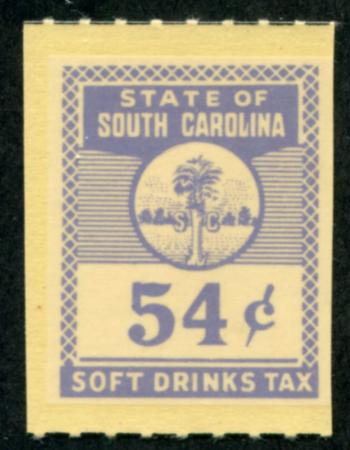 STATE OF
SOUTH CAROLINA
S C
54¢
SOFT DRINKS TAX